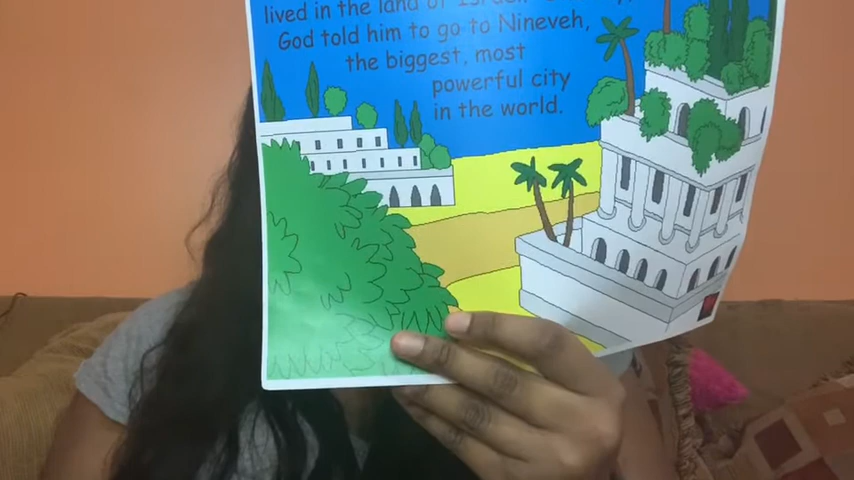 lived in the land of Israel
God told him to go to Nineveh,
the biggest, most
powerful city
in the world.